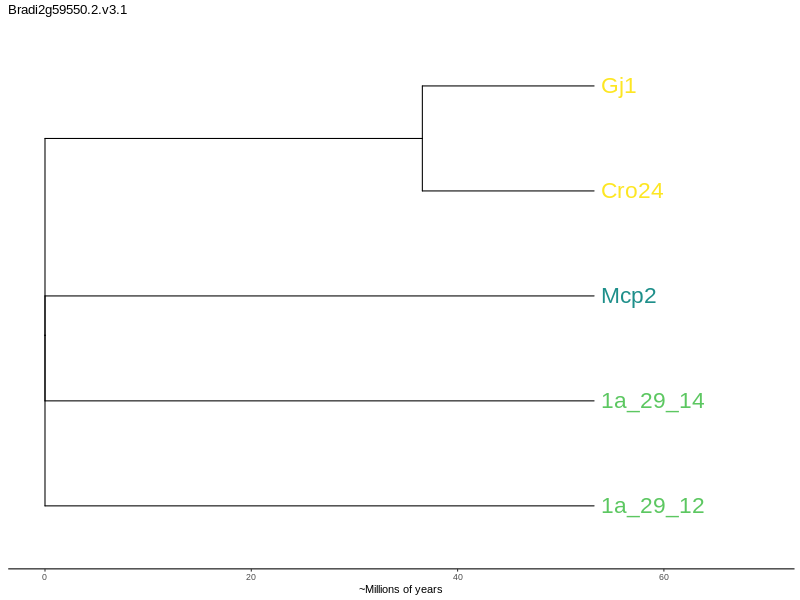 Bradi2g59550.2.v3.1
Gj1
Cro24
Mcp2
1a_29_14
1a_29_12
0 20 40 60
~Millions of years